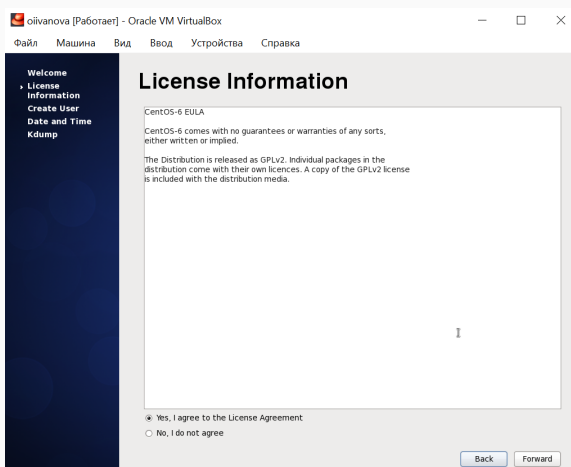 oiivanova [Работает] - Oracle VM VirtualBox
Файл Машина Вид Ввод Устройства Справка
Welcome
License
Information
Create User
Date and Time
Kdump
License Information
CentOS-6 EULA
CentOS-6 comes with no guarantees or warranties of any sorts,
either written or implied.
The Distribution is released as GPLv2. Individual packages in the
distribution come with their own licences. A copy of the GPLv2 license
is included with the distribution media.
Yes, I agree to the License Agreement
No, I do not agree
Back Forward